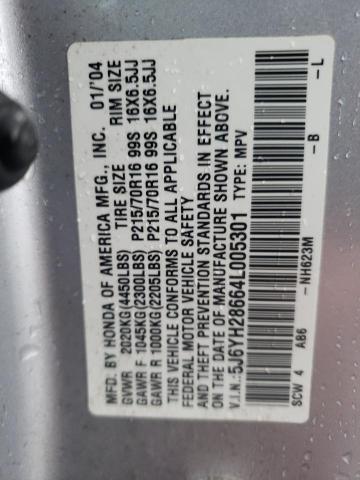 MFD. BY HONDA OF AMERICA MFG., INC. 01/'04
GVWR 2020KG(4450LBS) TIRE SIZE RIM SIZE
GAWR F 1045KG(2300LBS) P215/70R16 99S 16X6.5JJ
GAWR R 1000KG(2205LBS) P215/70R16 99S 16X6.5JJ
THIS VEHICLE CONFORMS TO ALL APPLICABLE
FEDERAL MOTOR VEHICLE SAFETY
AND THEFT PREVENTION STANDARDS IN EFFECT
ON THE DATE OF MANUFACTURE SHOWN ABOVE.
V.I.N.: 5J6YH28664L005301 TYPE: MPV
SCW 4 A86 -NH623M -B -L